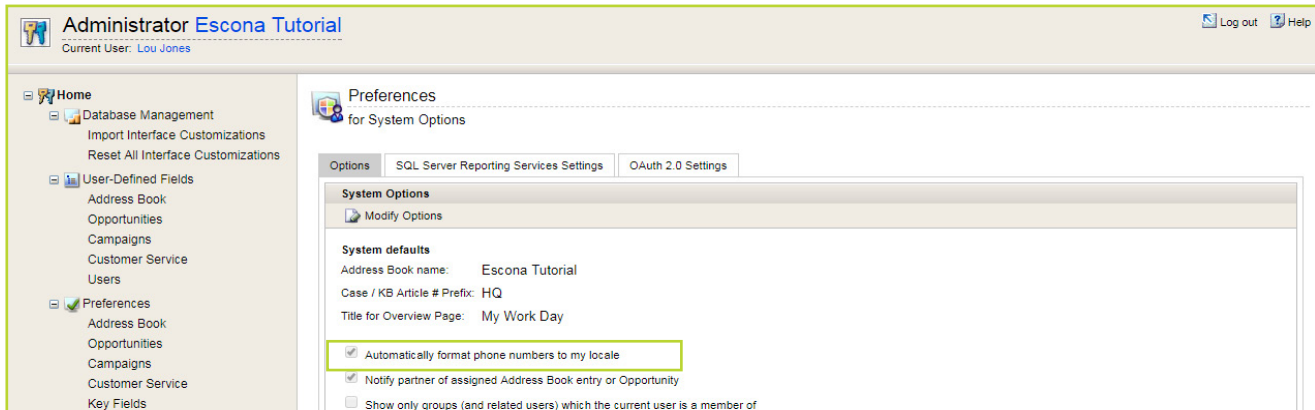 Administrator Escona Tutorial
Current User: Lou Jones
Log out
Help
Home
Database Management
Import Interface Customizations
Reset All Interface Customizations
User-Defined Fields
Address Book
Opportunities
Campaigns
Customer Service
Users
Preferences
Address Book
Opportunities
Campaigns
Customer Service
Key Fields
Preferences
for System Options
Options
SQL Server Reporting Services Settings
OAuth 2.0 Settings
System Options
Modify Options
System defaults
Address Book name: Escona Tutorial
Case / KB Article # Prefix: HQ
Title for Overview Page: My Work Day
Automatically format phone numbers to my locale
Notify partner of assigned Address Book entry or Opportunity
Show only groups (and related users) which the current user is a member of